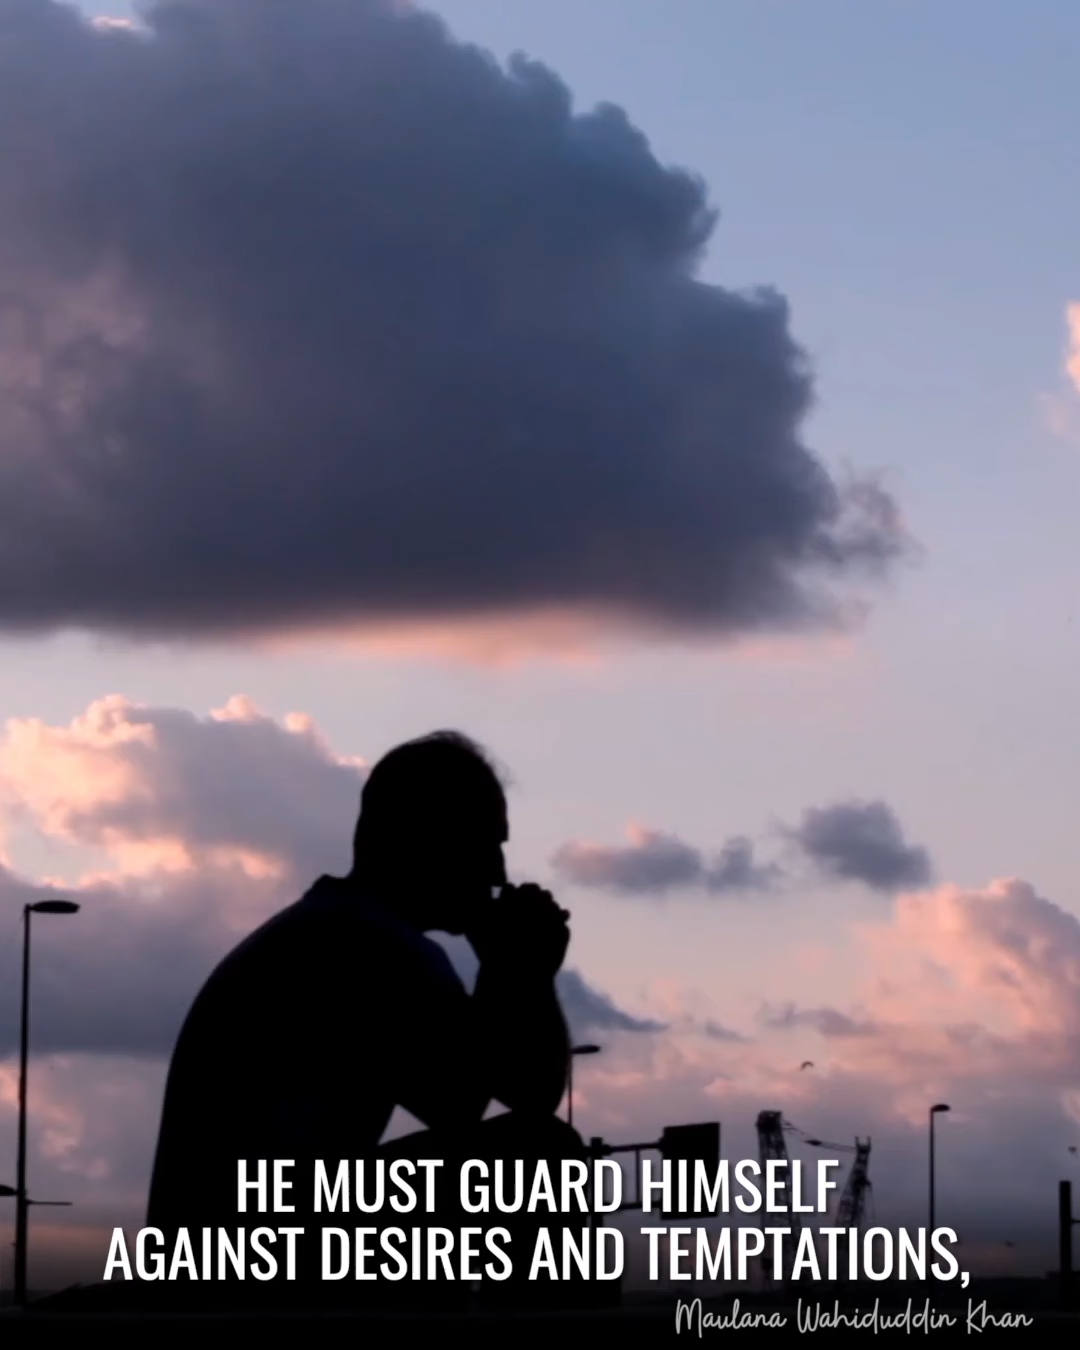 HE MUST GUARD HIMSELF
AGAINST DESIRES AND TEMPTATIONS,
Maulana Wahiduddin Khan